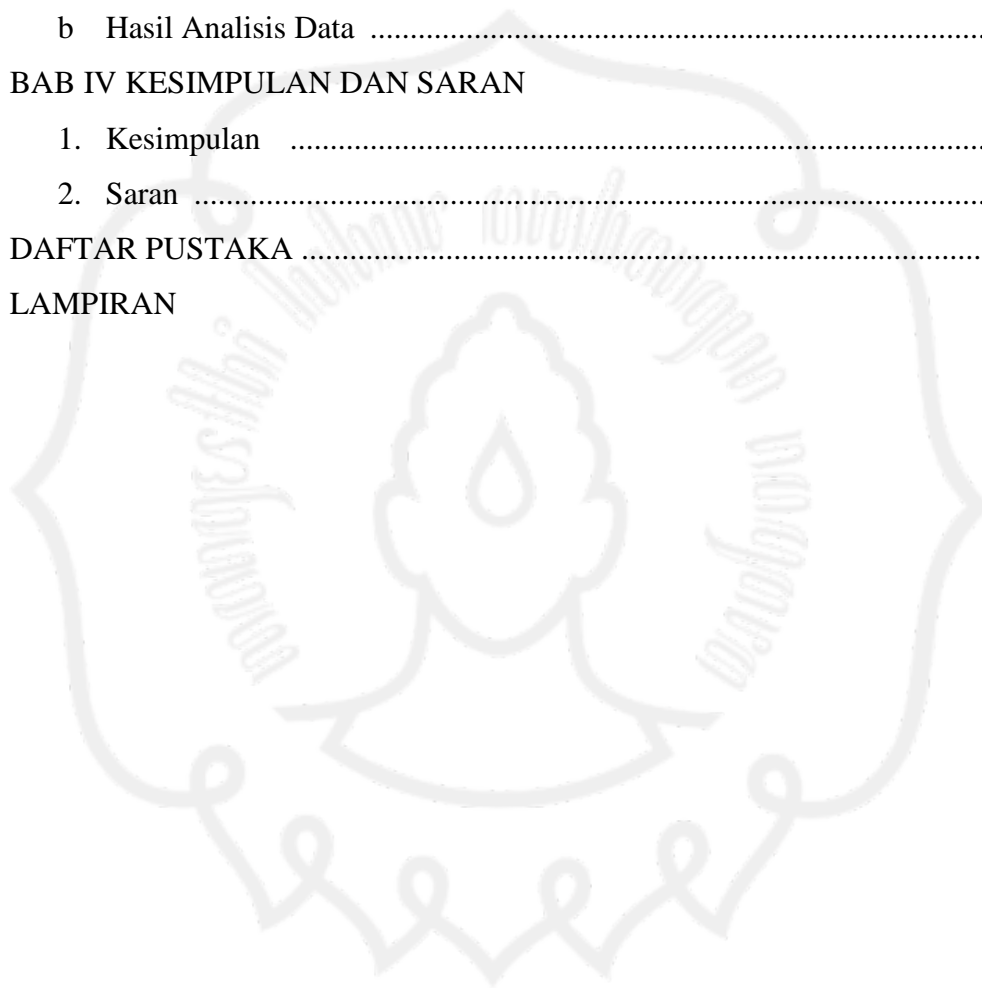 b Hasil Analisis Data ........................................................................................
BAB IV KESIMPULAN DAN SARAN
1. Kesimpulan ....................................................................................................
2. Saran ..................................................................................................................
DAFTAR PUSTAKA ..................................................................................................
LAMPIRAN